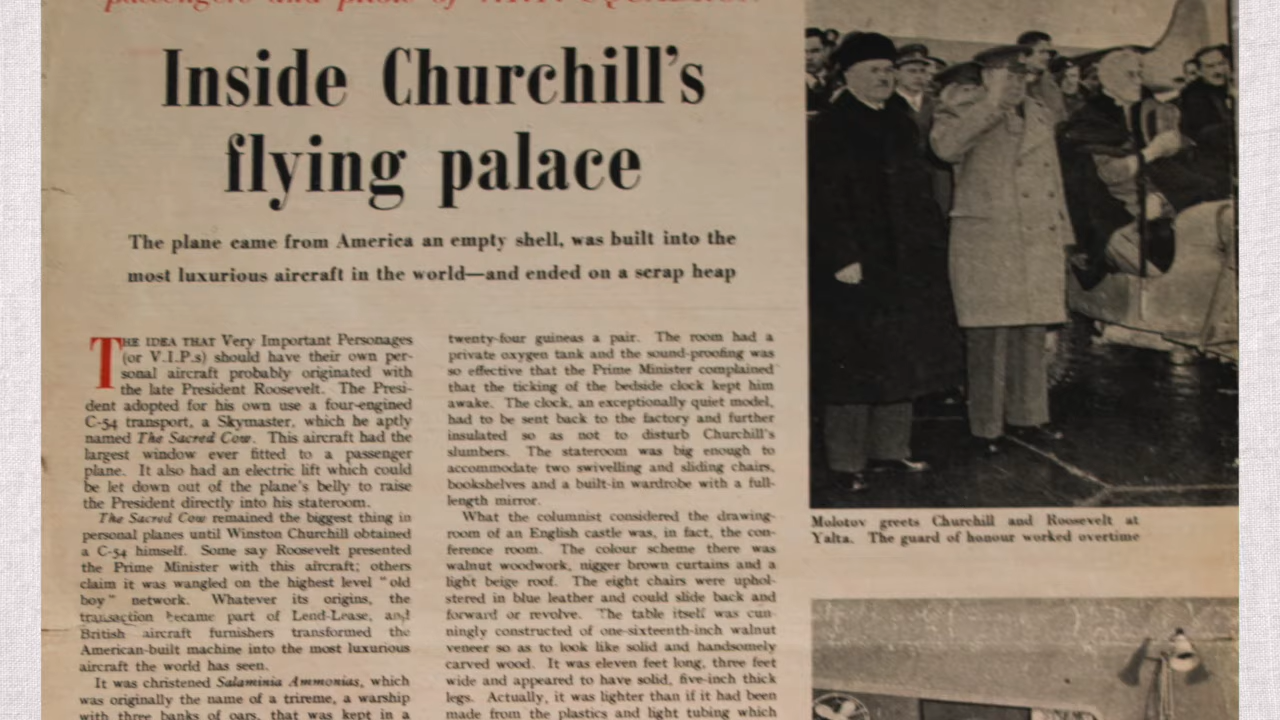 passengers and pilots of
Inside Churchill's
flying palace
The plane came from America an empty shell, was built into the
most luxurious aircraft in the world—and ended on a scrap heap
THE IDEA THAT Very Important Personages
(or V.I.P.s) should have their own per-
sonal aircraft probably originated with
the late President Roosevelt. The Presi-
dent adopted for his own use a four-engined
C-54 transport, a Skymaster, which he aptly
named The Sacred Cow. This aircraft had the
largest window ever fitted to a passenger
plane. It also had an electric lift which could
be let down out of the plane's belly to raise
the President directly into his stateroom.
The Sacred Cow remained the biggest thing in
personal planes until Winston Churchill obtained
a C-54 himself. Some say Roosevelt presented
the Prime Minister with this aircraft; others
claim it was wangled on the highest level "old
boy" network. Whatever its origins, the
transaction became part of Lend-Lease, and
British aircraft furnishers transformed the
American-built machine into the most luxurious
aircraft the world has seen.
It was christened Salaminia Ammonias, which
was originally the name of a trireme, a warship
with three banks of oars, that was kept in a
twenty-four guineas a pair. The room had a
private oxygen tank and the sound-proofing was
so effective that the Prime Minister complained
that the ticking of the bedside clock kept him
awake. The clock, an exceptionally quiet model,
had to be sent back to the factory and further
insulated so as not to disturb Churchill's
slumbers. The stateroom was big enough to
accommodate two swivelling and sliding chairs,
bookshelves and a built-in wardrobe with a full-
length mirror.
What the columnist considered the drawing-
room of an English castle was, in fact, the con-
ference room. The colour scheme there was
walnut woodwork, nigger brown curtains and a
light beige roof. The eight chairs were uphol-
stered in blue leather and could slide back and
forward or revolve. The table itself was cun-
ningly constructed of one-sixteenth-inch walnut
veneer so as to look like solid and handsomely
carved wood. It was eleven feet long, three feet
wide and appeared to have solid, five-inch thick
legs. Actually, it was lighter than if it had been
made from the plastics and light tubing which
Molotov greets Churchill and Roosevelt at
Yalta. The guard of honour worked overtime